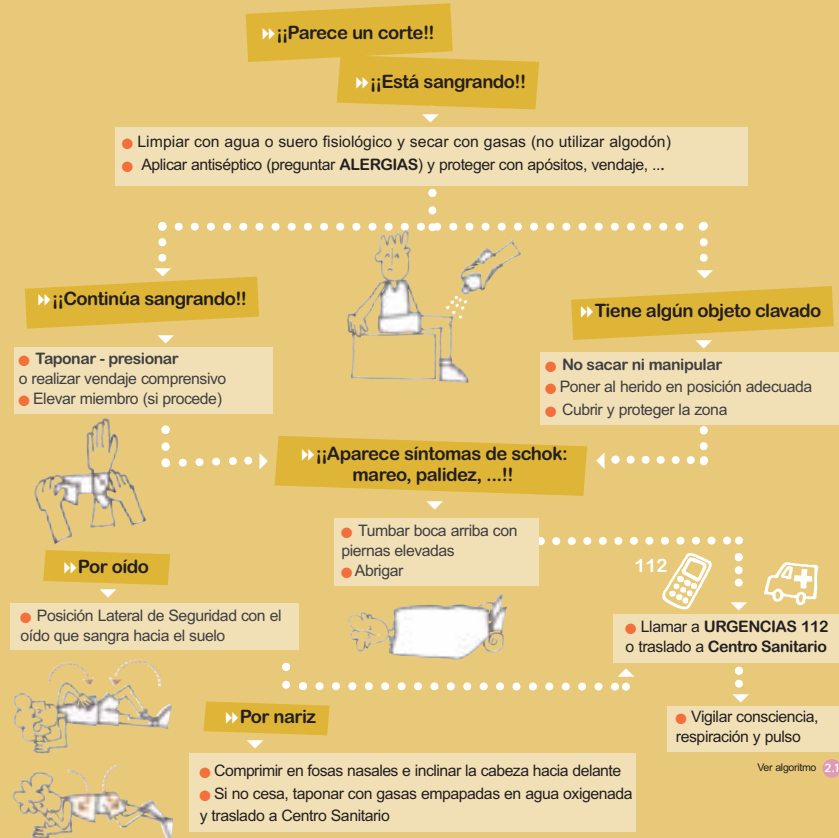 ¡¡Parece un corte!!
¡¡Está sangrando!!
Limpiar con agua o suero fisiológico y secar con gasas (no utilizar algodón)
Aplicar antiséptico (preguntar ALERGIAS) y proteger con apósitos, vendaje, ...
¡¡Continúa sangrando!!
Taponar - presionar
o realizar vendaje comprensivo
Elevar miembro (si procede)
Tiene algún objeto clavado
No sacar ni manipular
Poner al herido en posición adecuada
Cubrir y proteger la zona
¡¡Aparece síntomas de schok:
mareo, palidez, ...!!
Tumbar boca arriba con
piernas elevadas
Abrigar
112
Llamar a URGENCIAS 112
o traslado a Centro Sanitario
Vigilar consciencia,
respiración y pulso
Ver algoritmo 2.1
Por oído
Posición Lateral de Seguridad con el
oído que sangra hacia el suelo
Por nariz
Comprimir en fosas nasales e inclinar la cabeza hacia delante
Si no cesa, taponar con gasas empapadas en agua oxigenada
y traslado a Centro Sanitario